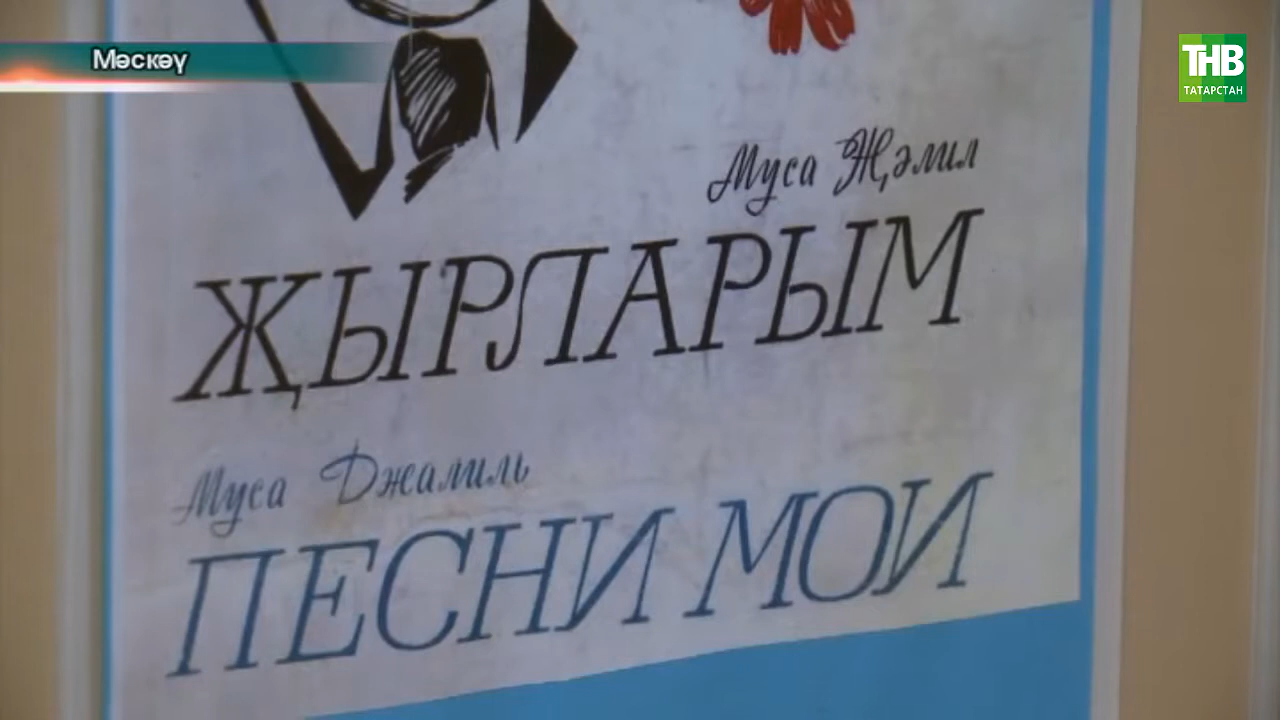 Мәскәү
ТНВ
ТАТАРСТАН
Муса Җәлил
ҖЫРЛАРЫМ
Муса Джалиль
ПЕСНИ МОИ